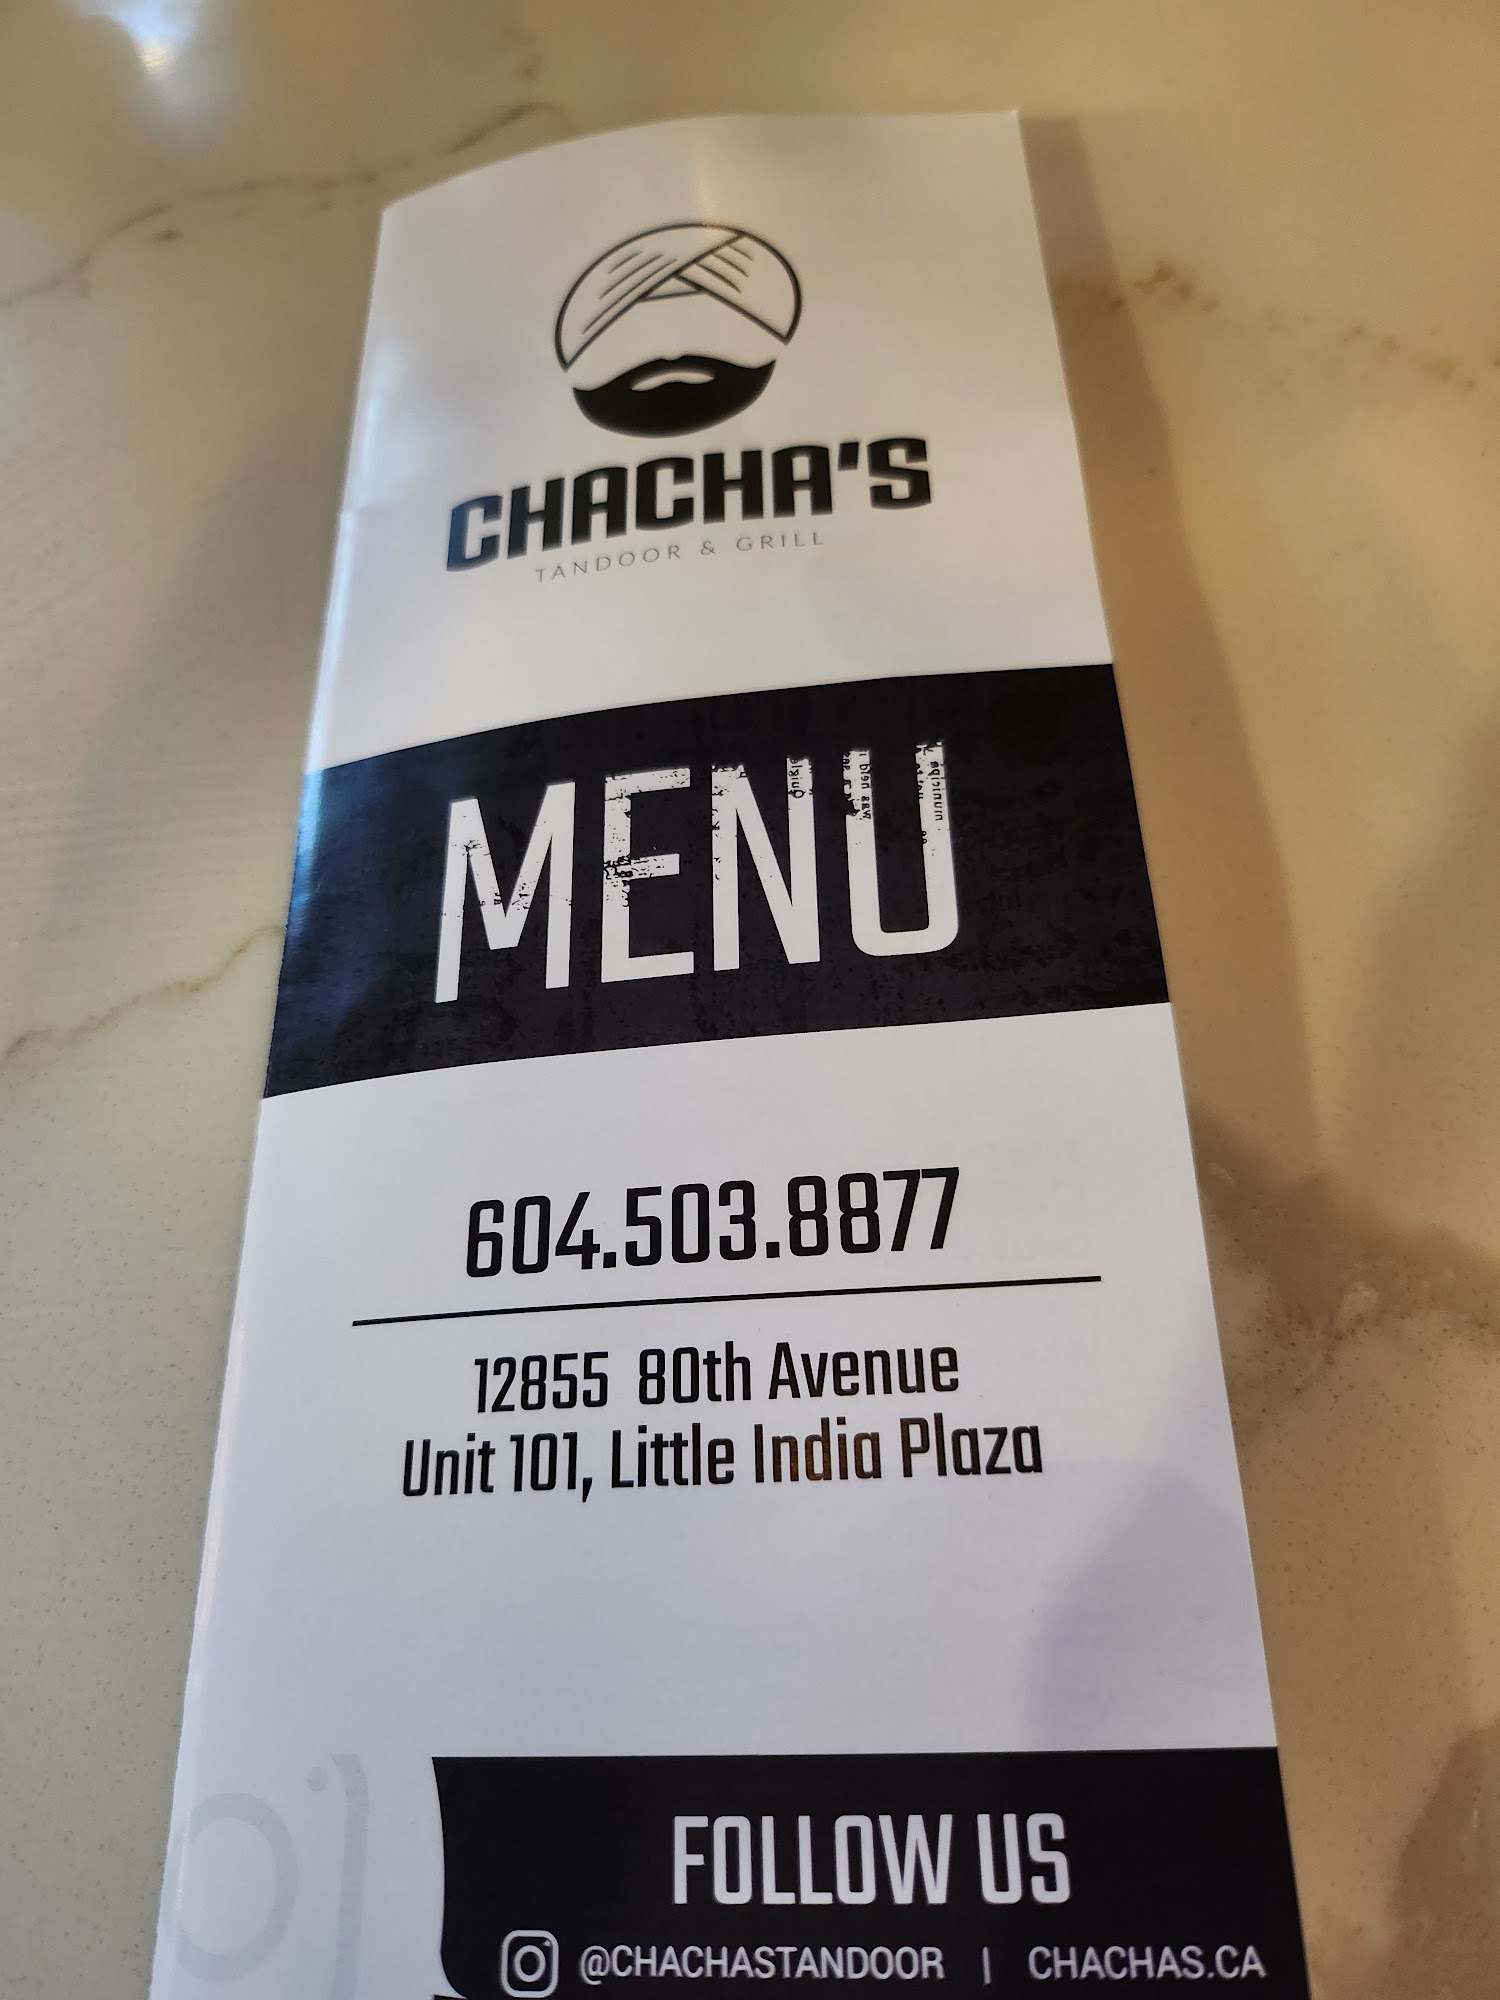 CHACHA'S
TANDOOR & GRILL
MENU
604.503.8877
12855 80th Avenue
Unit 101, Little India Plaza
FOLLOW US
@CHACHASTANDOOR | CHACHAS.CA